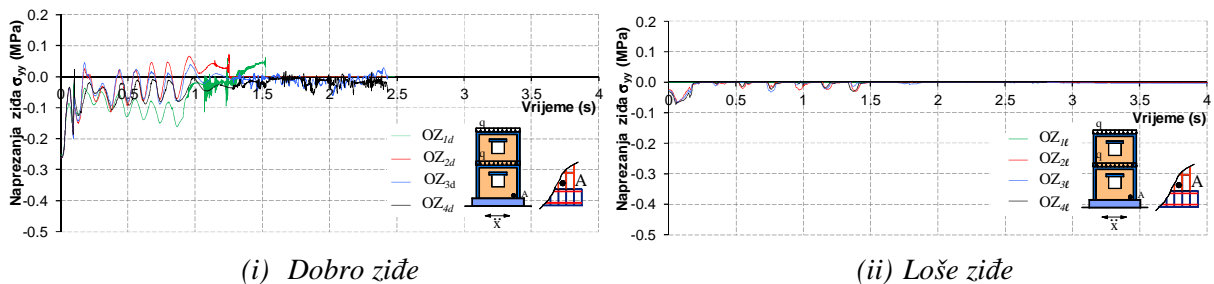 Naprezanja ziđa σyy (MPa)
0.2
0.1
0.0
-0.1
-0.2
-0.3
-0.4
-0.5
0 0.5 1 1.5 2 2.5 3 3.5 4
Vrijeme (s)
OZ1d
OZ2d
OZ3d
OZ4d
q
q
A
ẍ
A
(i) Dobro ziđe
Naprezanja ziđa σyy (MPa)
0.2
0.1
0.0
-0.1
-0.2
-0.3
-0.4
-0.5
0 0.5 1 1.5 2 2.5 3 3.5 4
Vrijeme (s)
OZ1ℓ
OZ2ℓ
OZ3ℓ
OZ4ℓ
q
q
A
ẍ
A
(ii) Loše ziđe